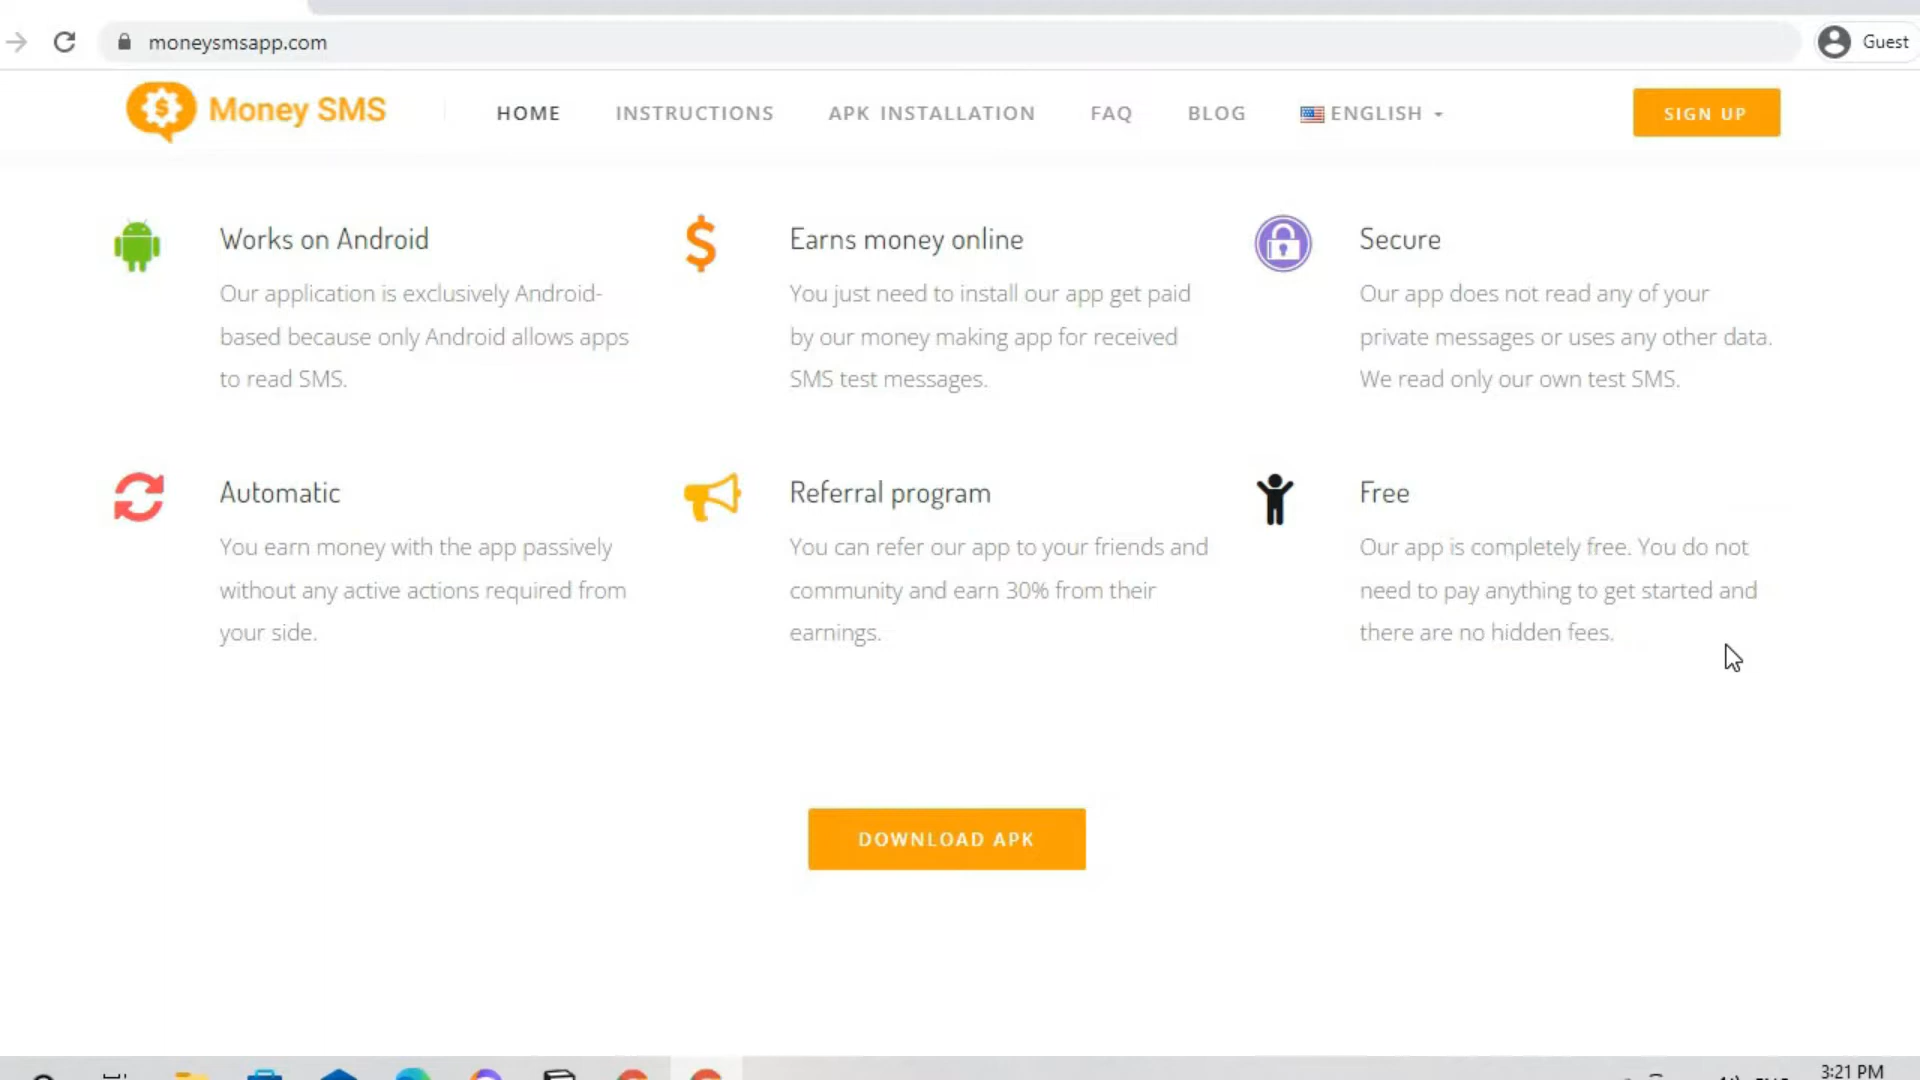 moneysmsapp.com
Guest
Money SMS
HOME
INSTRUCTIONS
APK INSTALLATION
FAQ
BLOG
ENGLISH
SIGN UP
Works on Android
Our application is exclusively Android-
based because only Android allows apps
to read SMS.
Earns money online
You just need to install our app get paid
by our money making app for received
SMS test messages.
Secure
Our app does not read any of your
private messages or uses any other data.
We read only our own test SMS.
Automatic
You earn money with the app passively
without any active actions required from
your side.
Referral program
You can refer our app to your friends and
community and earn 30% from their
earnings.
Free
Our app is completely free. You do not
need to pay anything to get started and
there are no hidden fees.
DOWNLOAD APK
3:21 PM